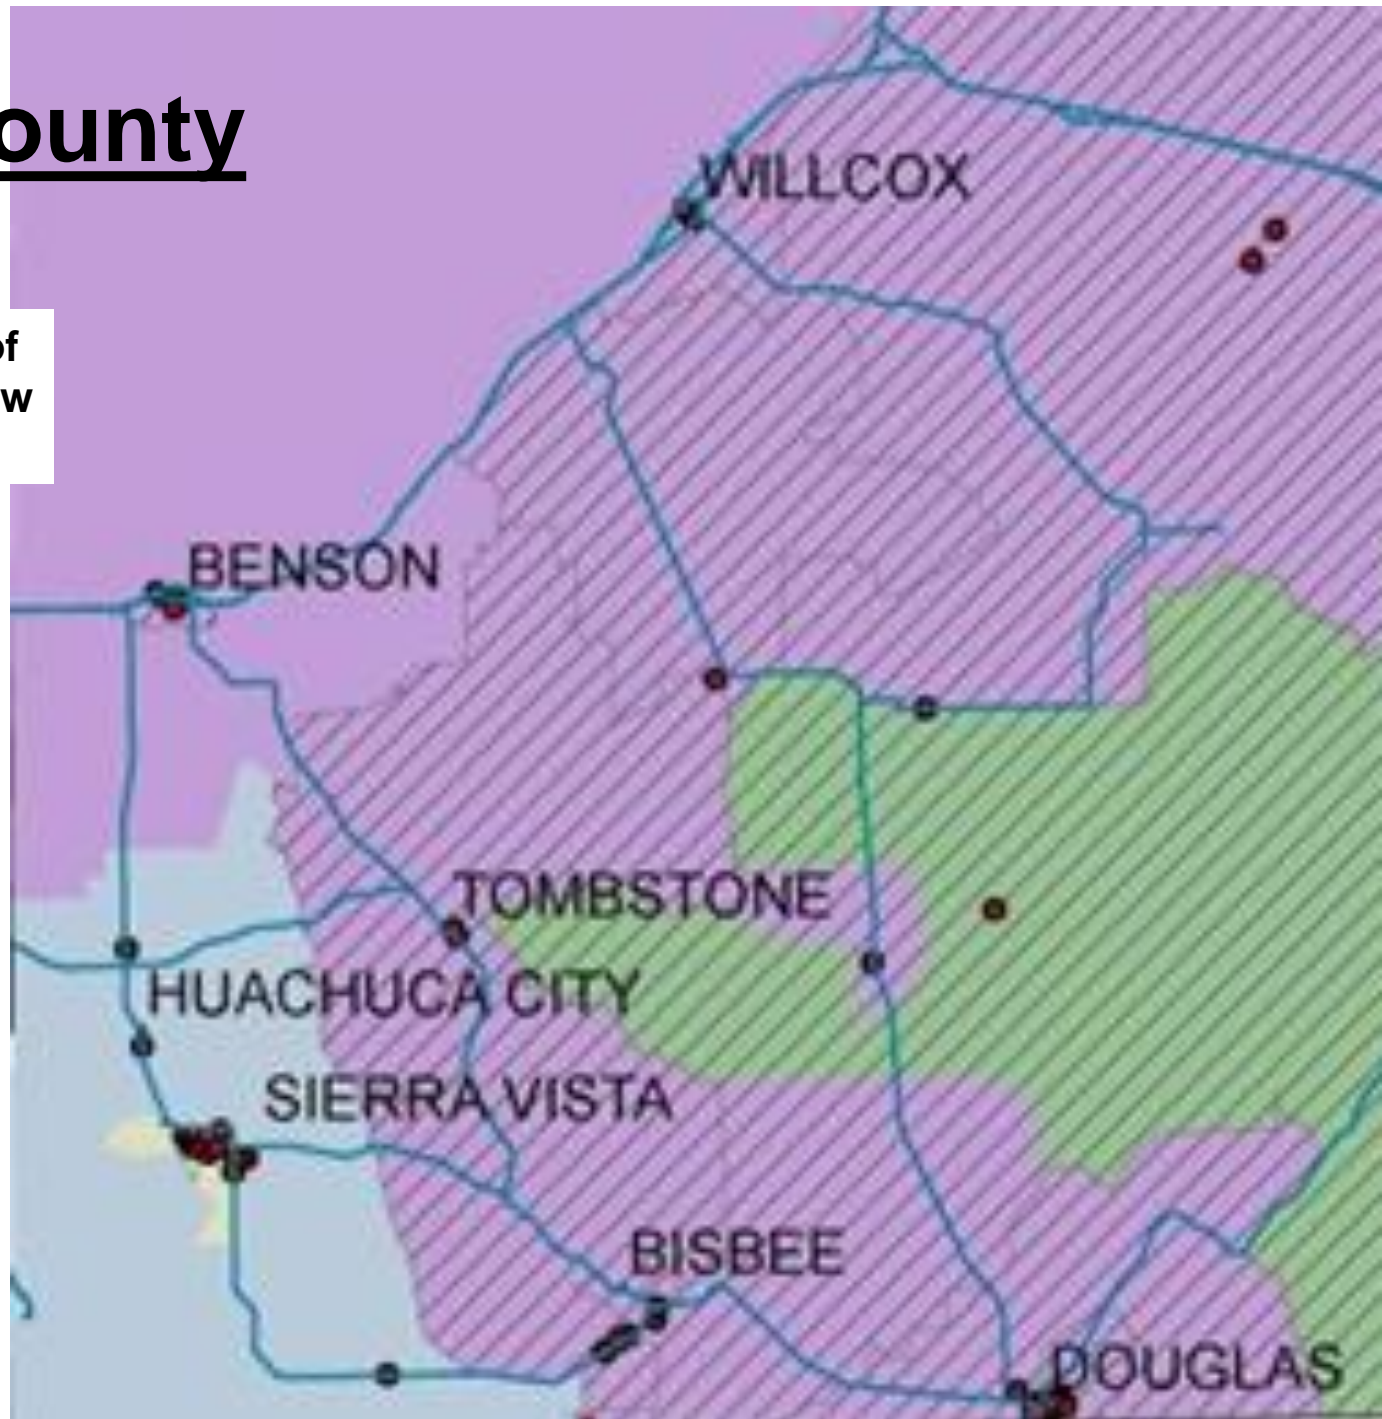 ounty
WILLCOX
of
w
BENSON
TOMBSTONE
HUACHUCA CITY
SIERRA VISTA
BISBEE
DOUGLAS